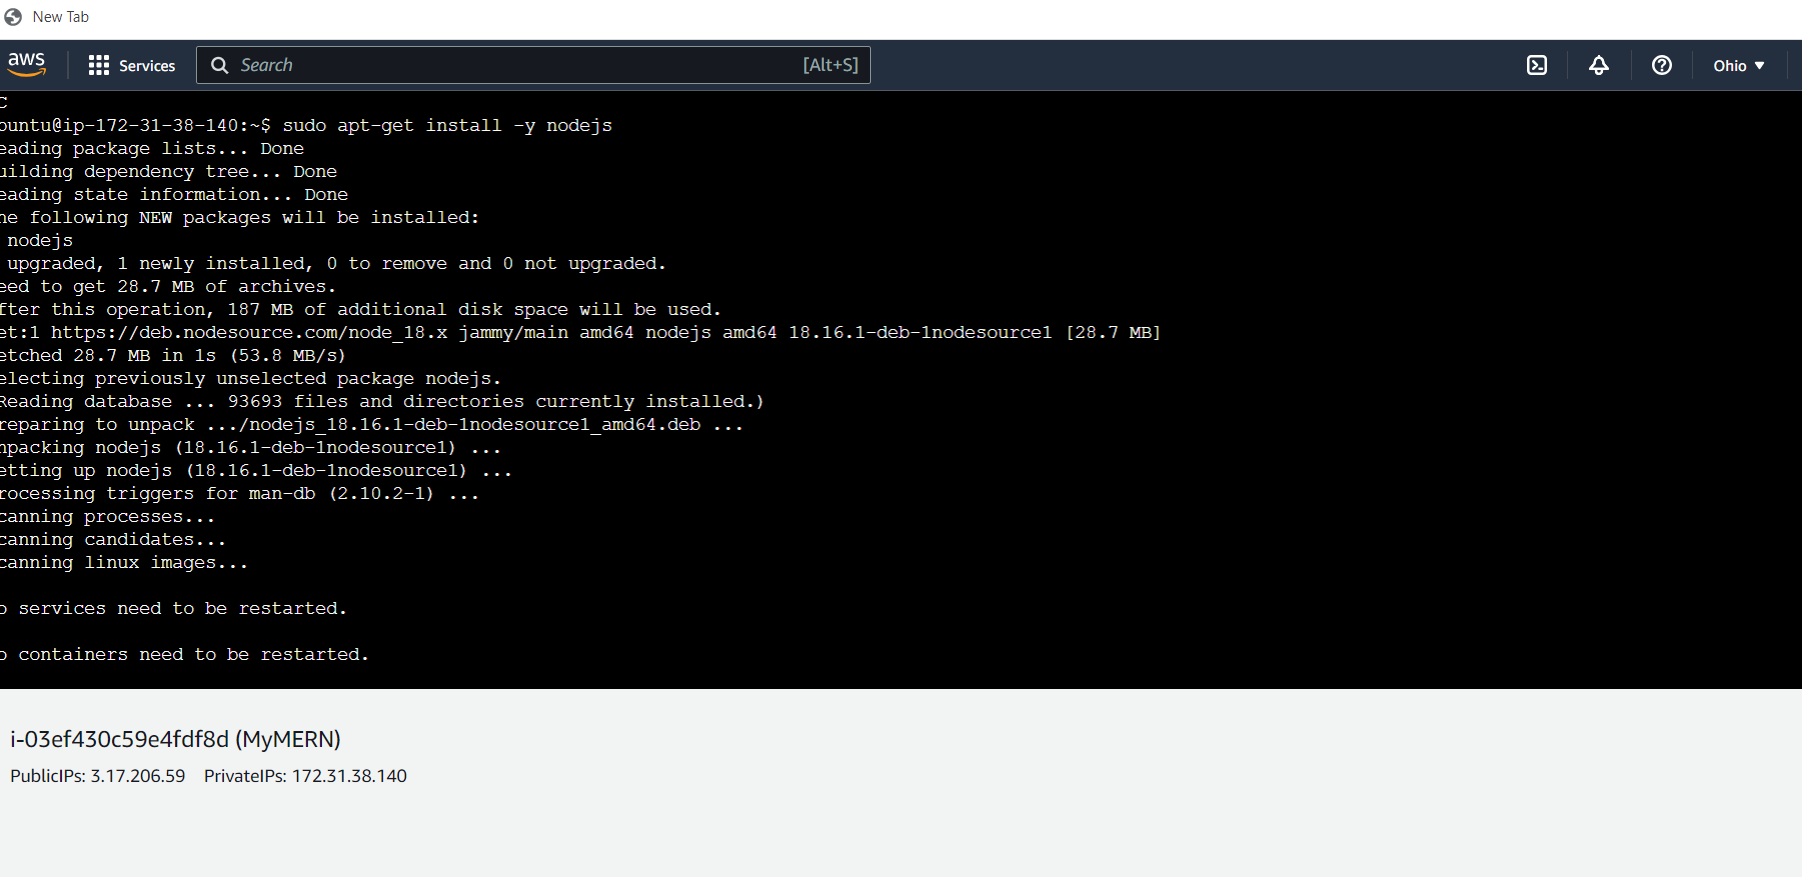 New Tab
aws Services Search [Alt+S] Ohio
C
ountu@ip-172-31-38-140:~$ sudo apt-get install -y nodejs
eading package lists... Done
uilding dependency tree... Done
eading state information... Done
he following NEW packages will be installed:
nodejs
upgraded, 1 newly installed, 0 to remove and 0 not upgraded.
eed to get 28.7 MB of archives.
fter this operation, 187 MB of additional disk space will be used.
et:1 https://deb.nodesource.com/node_18.x jammy/main amd64 nodejs amd64 18.16.1-deb-1nodesource1 [28.7 MB]
etched 28.7 MB in 1s (53.8 MB/s)
electing previously unselected package nodejs.
Reading database ... 93693 files and directories currently installed.)
reparing to unpack .../nodejs_18.16.1-deb-1nodesource1_amd64.deb ...
npacking nodejs (18.16.1-deb-1nodesource1) ...
etting up nodejs (18.16.1-deb-1nodesource1) ...
rocessing triggers for man-db (2.10.2-1) ...
canning processes...
canning candidates...
canning linux images...
o services need to be restarted.
o containers need to be restarted.
i-03ef430c59e4fdf8d (MyMERN)
PublicIPs: 3.17.206.59 PrivateIPs: 172.31.38.140